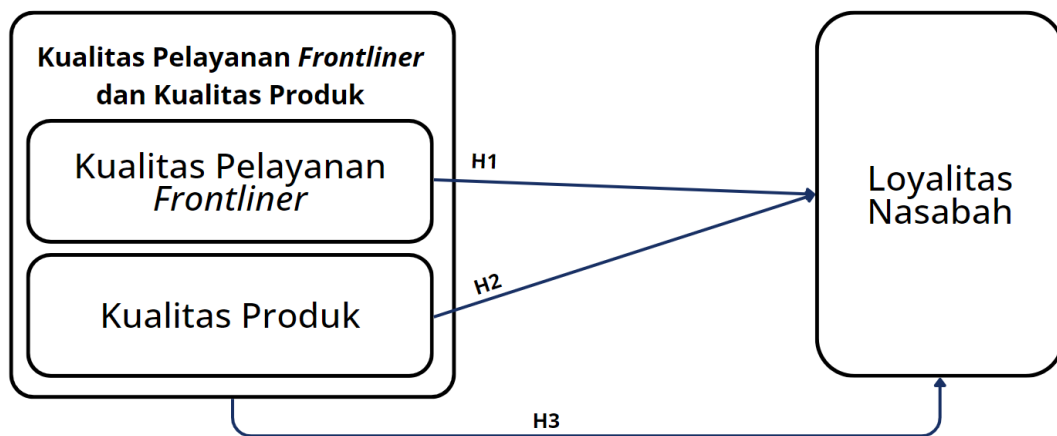 Kualitas Pelayanan Frontliner
dan Kualitas Produk
Kualitas Pelayanan
Frontliner
H1
Kualitas Produk
H2
Loyalitas
Nasabah
H3